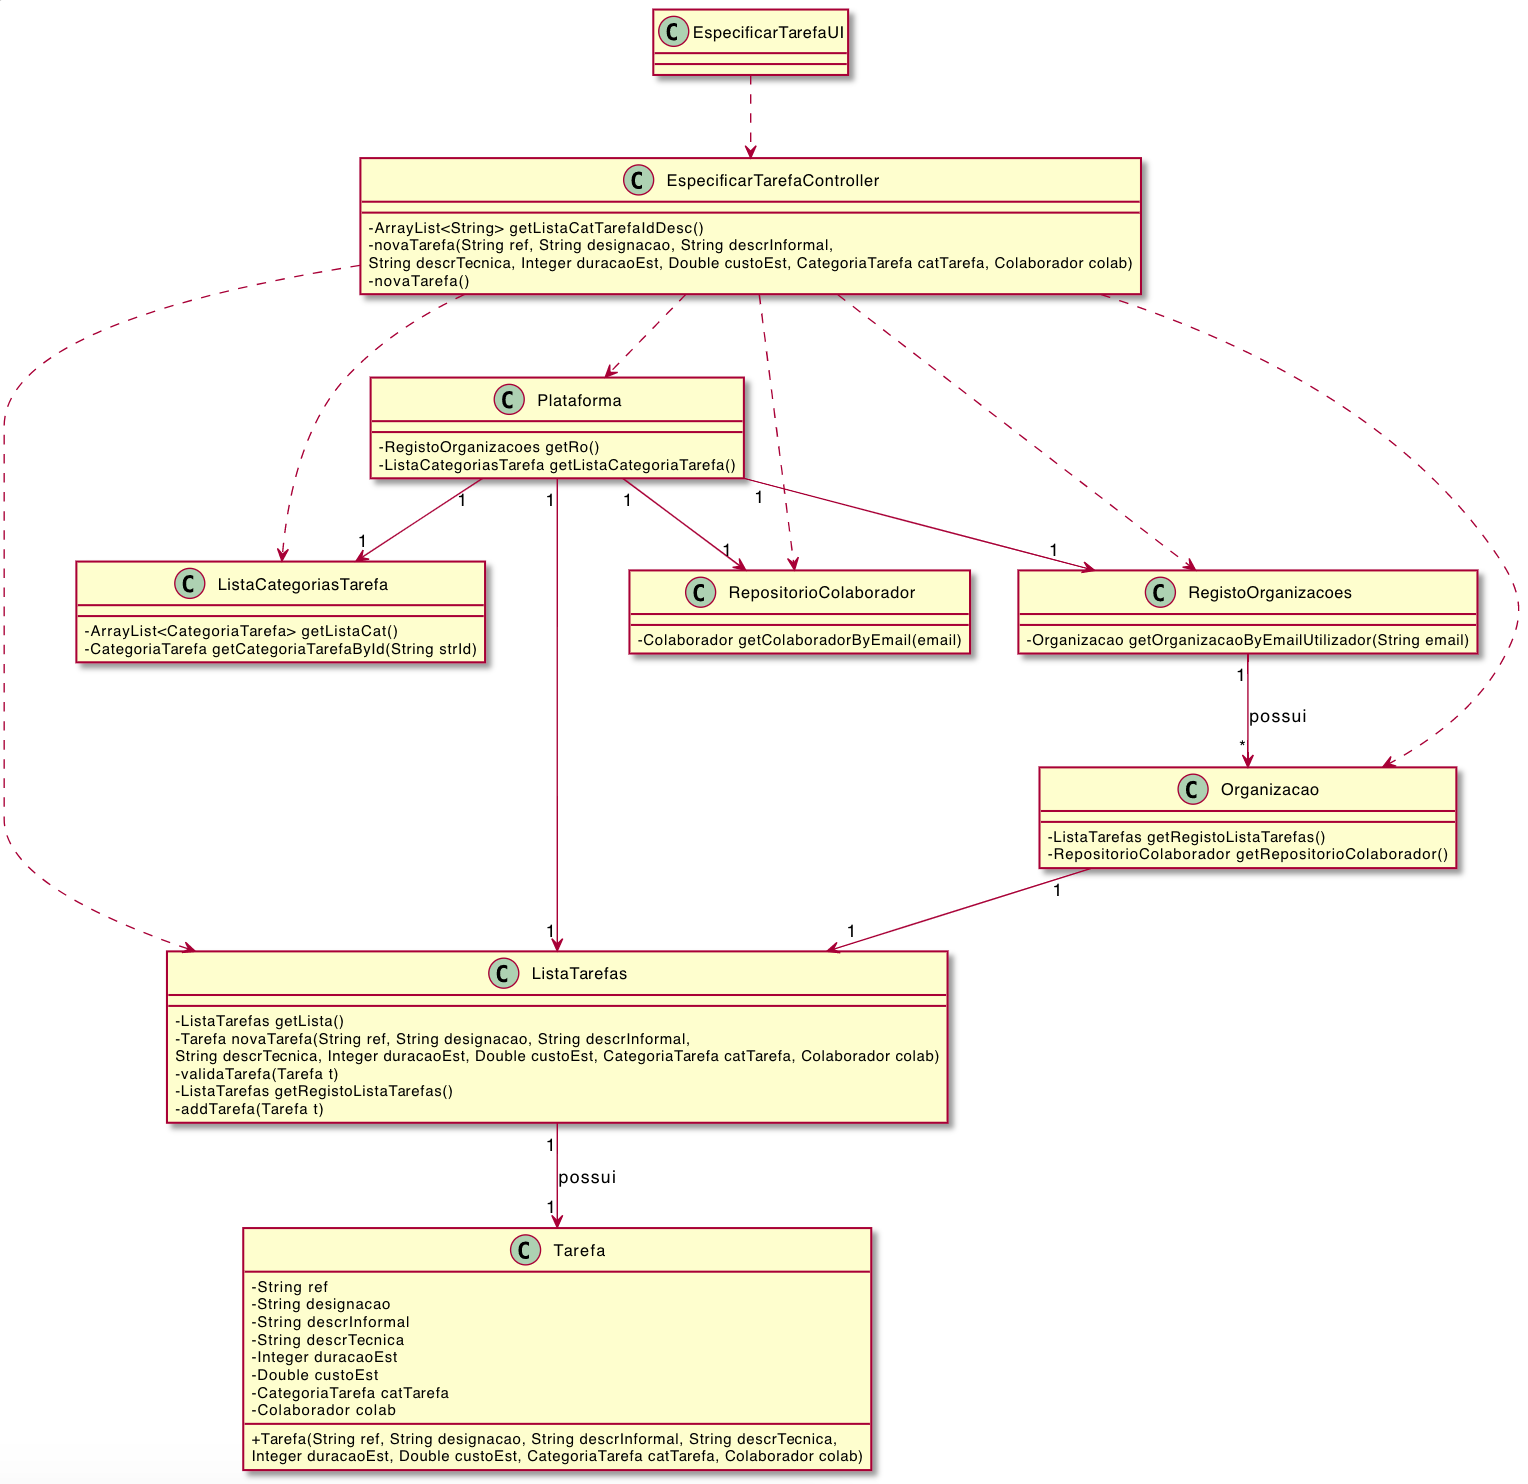 C EspecificarTarefaUI
C EspecificarTarefaController
-ArrayList<String> getListaCatTarefaIdDesc()
-novaTarefa(String ref, String designacao, String descrInformal,
String descrTecnica, Integer duracaoEst, Double custoEst, CategoriaTarefa catTarefa, Colaborador colab)
-novaTarefa()
C Plataforma
-RegistoOrganizacoes getRo()
-ListaCategoriasTarefa getListaCategoriaTarefa()
1 1 1 1
1 1 1
C ListaCategoriasTarefa
-ArrayList<CategoriaTarefa> getListaCat()
-CategoriaTarefa getCategoriaTarefaById(String strId)
C RepositorioColaborador
-Colaborador getColaboradorByEmail(email)
C RegistoOrganizacoes
-Organizacao getOrganizacaoByEmailUtilizador(String email)
1
possui
*
C Organizacao
-ListaTarefas getRegistoListaTarefas()
-RepositorioColaborador getRepositorioColaborador()
1
1 1
C ListaTarefas
-ListaTarefas getLista()
-Tarefa novaTarefa(String ref, String designacao, String descrInformal,
String descrTecnica, Integer duracaoEst, Double custoEst, CategoriaTarefa catTarefa, Colaborador colab)
-validaTarefa(Tarefa t)
-ListaTarefas getRegistoListaTarefas()
-addTarefa(Tarefa t)
1
possui
1
C Tarefa
-String ref
-String designacao
-String descrInformal
-String descrTecnica
-Integer duracaoEst
-Double custoEst
-CategoriaTarefa catTarefa
-Colaborador colab
+Tarefa(String ref, String designacao, String descrInformal, String descrTecnica,
Integer duracaoEst, Double custoEst, CategoriaTarefa catTarefa, Colaborador colab)